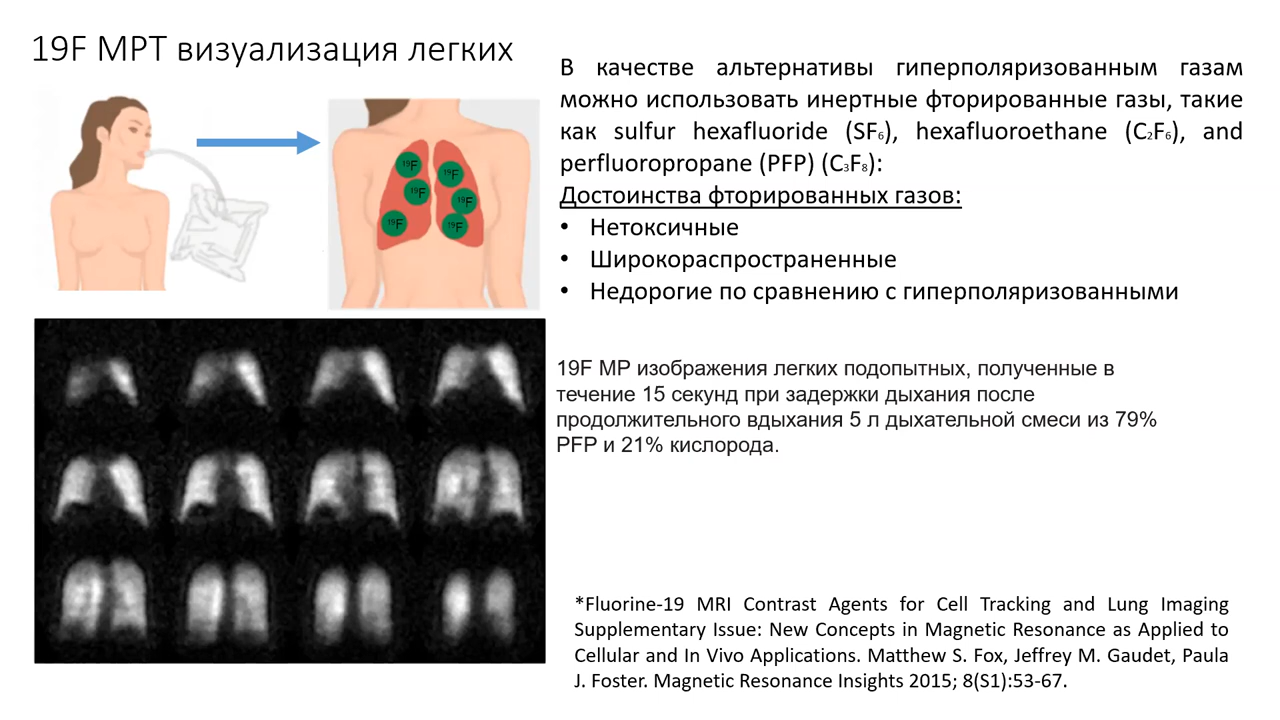 19F МРТ визуализация легких
В качестве альтернативы гиперполяризованным газам
можно использовать инертные фторированные газы, такие
как sulfur hexafluoride (SF₆), hexafluoroethane (C₂F₆), and
perfluoropropane (PFP) (C₃F₈):
Достоинства фторированных газов:
• Нетоксичные
• Широкораспространенные
• Недорогие по сравнению с гиперполяризованными
¹⁹F
¹⁹F
¹⁹F
¹⁹F
¹⁹F
¹⁹F
19F МР изображения легких подопытных, полученные в
течение 15 секунд при задержки дыхания после
продолжительного вдыхания 5 л дыхательной смеси из 79%
PFP и 21% кислорода.
*Fluorine-19 MRI Contrast Agents for Cell Tracking and Lung Imaging
Supplementary Issue: New Concepts in Magnetic Resonance as Applied to
Cellular and In Vivo Applications. Matthew S. Fox, Jeffrey M. Gaudet, Paula
J. Foster. Magnetic Resonance Insights 2015; 8(S1):53-67.